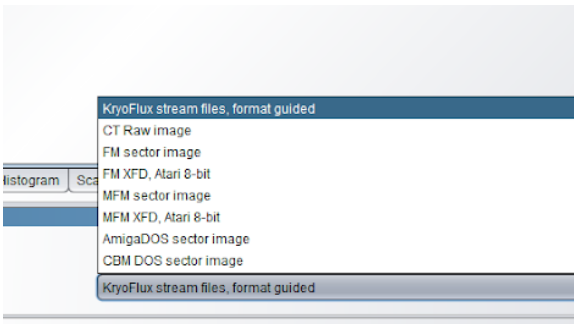 KryoFlux stream files, format guided
CT Raw image
FM sector image
FM XFD, Atari 8-bit
MFM sector image
MFM XFD, Atari 8-bit
AmigaDOS sector image
CBM DOS sector image
KryoFlux stream files, format guided